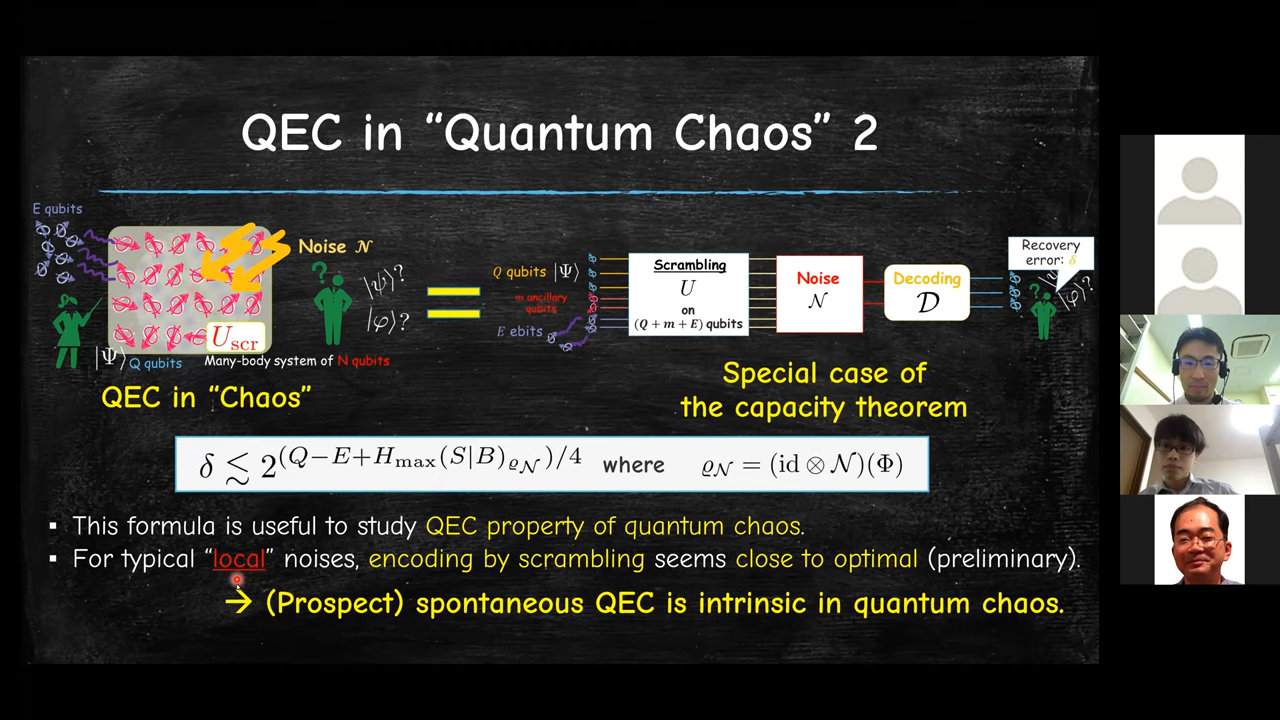 QEC in “Quantum Chaos” 2
E qubits
Noise 𝒩
|ψ⟩?
|φ⟩?
U_scr
|Ψ⟩ Q qubits
Many-body system of N qubits
QEC in “Chaos”
Q qubits |Ψ⟩
m ancillary
qubits
E ebits
Scrambling
U
on
(Q + m + E) qubits
Noise
𝒩
Decoding
𝒟
Recovery
error: δ
|φ⟩?
Special case of
the capacity theorem
δ ≲ 2^{(Q−E+H_max(S|B)_{ϱ_𝒩})/4} where ϱ_𝒩 = (id ⊗ 𝒩)(Φ)
▪ This formula is useful to study QEC property of quantum chaos.
▪ For typical “local” noises, encoding by scrambling seems close to optimal (preliminary).
→ (Prospect) spontaneous QEC is intrinsic in quantum chaos.